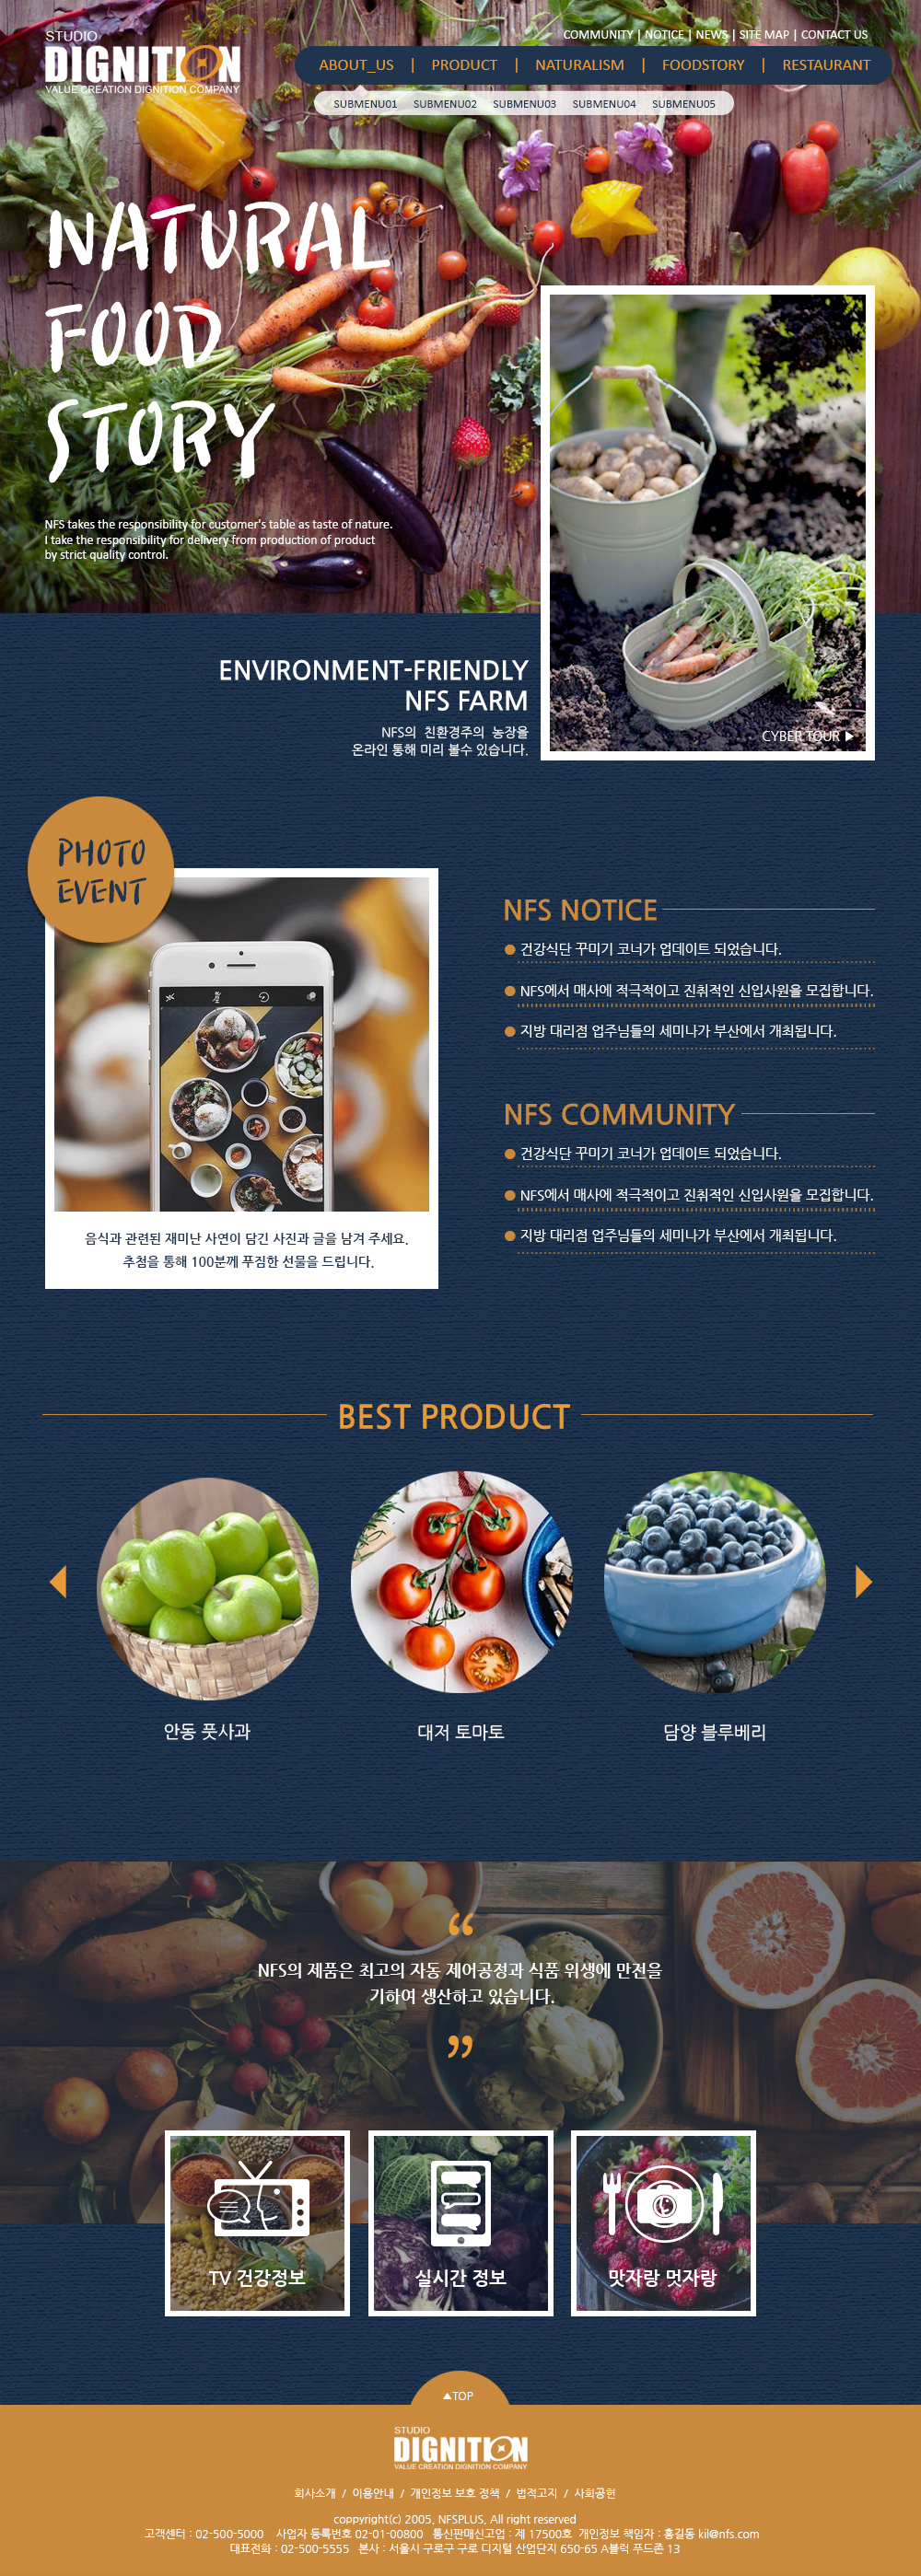 STUDIO
DIGNITION
VALUE CREATION DIGNITION COMPANY
COMMUNITY | NOTICE | NEWS | SITE MAP | CONTACT US
ABOUT_US | PRODUCT | NATURALISM | FOODSTORY | RESTAURANT
SUBMENU01 SUBMENU02 SUBMENU03 SUBMENU04 SUBMENU05
NATURAL
FOOD
STORY
NFS takes the responsibility for customer's table as taste of nature.
I take the responsibility for delivery from production of product
by strict quality control.
ENVIRONMENT-FRIENDLY
NFS FARM
NFS의 친환경주의 농장을
온라인 통해 미리 볼수 있습니다.
CYBER TOUR ▶
PHOTO
EVENT
음식과 관련된 재미난 사연이 담긴 사진과 글을 남겨 주세요.
추첨을 통해 100분께 푸짐한 선물을 드립니다.
NFS NOTICE
● 건강식단 꾸미기 코너가 업데이트 되었습니다.
● NFS에서 매사에 적극적이고 진취적인 신입사원을 모집합니다.
● 지방 대리점 업주님들의 세미나가 부산에서 개최됩니다.
NFS COMMUNITY
● 건강식단 꾸미기 코너가 업데이트 되었습니다.
● NFS에서 매사에 적극적이고 진취적인 신입사원을 모집합니다.
● 지방 대리점 업주님들의 세미나가 부산에서 개최됩니다.
BEST PRODUCT
안동 풋사과
대저 토마토
담양 블루베리
“
NFS의 제품은 최고의 자동 제어공정과 식품 위생에 만전을
기하여 생산하고 있습니다.
”
TV 건강정보
실시간 정보
맛자랑 멋자랑
▲TOP
STUDIO
DIGNITION
VALUE CREATION DIGNITION COMPANY
회사소개 / 이용안내 / 개인정보 보호 정책 / 법적고지 / 사회공헌
copyright(c) 2005, NFSPLUS, All right reserved
고객센터 : 02-500-5000 사업자 등록번호 02-01-00800 통신판매신고업 : 제 17500호 개인정보 책임자 : 홍길동 kil@nfs.com
대표전화 : 02-500-5555 본사 : 서울시 구로구 구로 디지털 산업단지 650-65 A블럭 푸드존 13